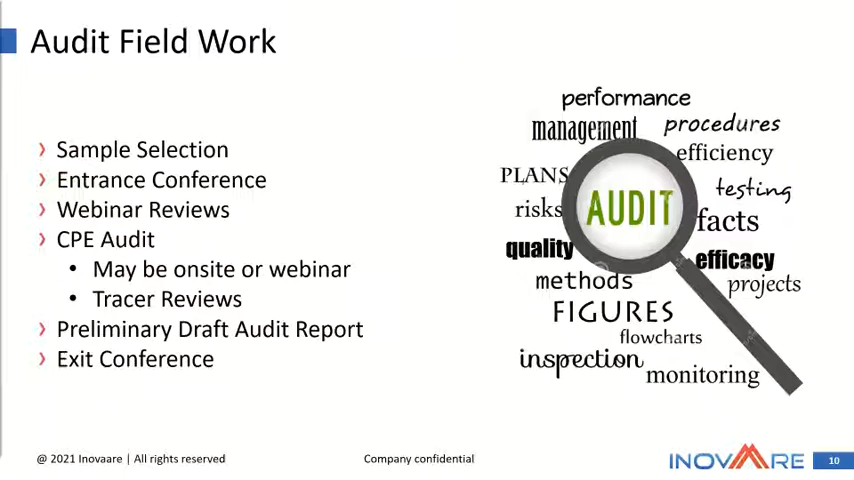 Audit Field Work
› Sample Selection
› Entrance Conference
› Webinar Reviews
› CPE Audit
• May be onsite or webinar
• Tracer Reviews
› Preliminary Draft Audit Report
› Exit Conference
performance
management
procedures
efficiency
PLANS
testing
risks
AUDIT
facts
quality
efficacy
methods
projects
FIGURES
flowcharts
inspection
monitoring
@ 2021 Inovaare | All rights reserved
Company confidential
INOVAARE
10